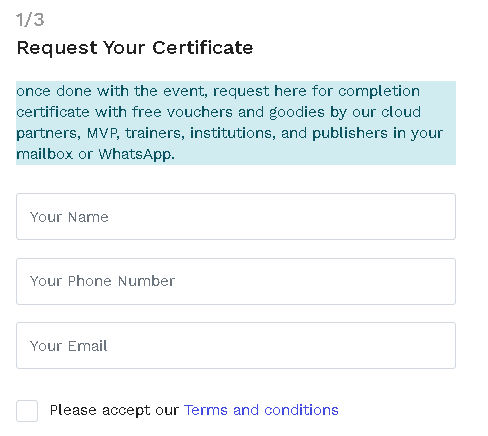 1/3
Request Your Certificate
once done with the event, request here for completion
certificate with free vouchers and goodies by our cloud
partners, MVP, trainers, institutions, and publishers in your
mailbox or WhatsApp.
Your Name
Your Phone Number
Your Email
Please accept our Terms and conditions